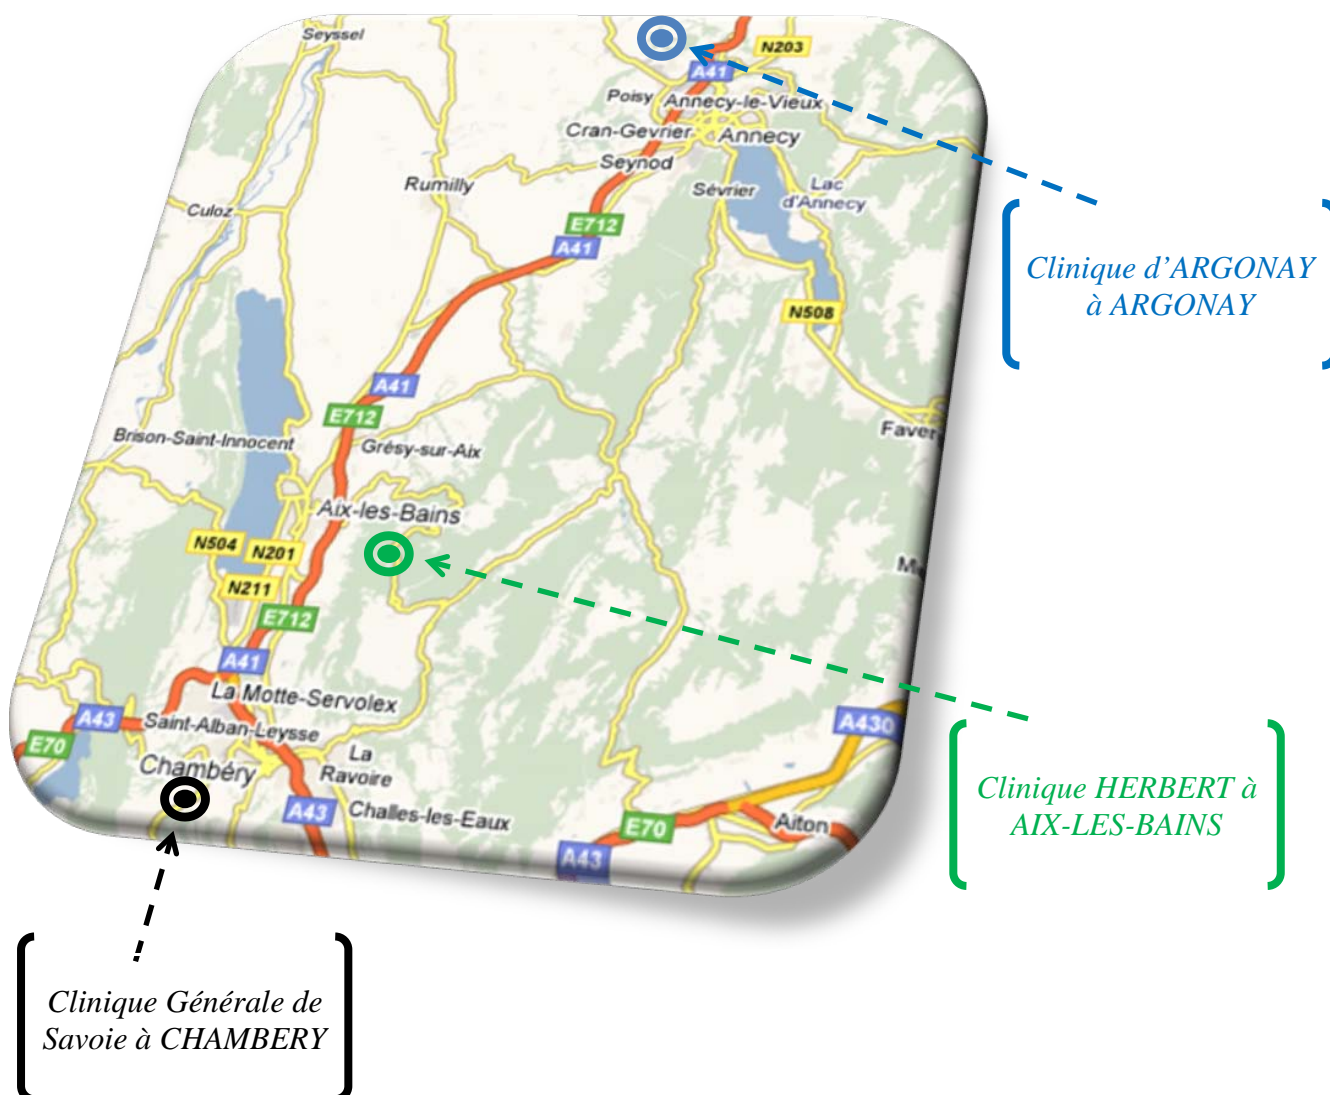 Seyssel
N203
A41
Poisy
Annecy-le-Vieux
Cran-Gevrier
Annecy
Seynod
Rumilly
Sévrier
Lac
d'Annecy
Culoz
E712
A41
Clinique d'ARGONAY
à ARGONAY
N508
A41
E712
Faver
Brison-Saint-Innocent
Grésy-sur-Aix
Aix-les-Bains
N504
N201
N211
E712
A41
La Motte-Servolex
A43
Saint-Alban-Leysse
A430
E70
La
Ravoire
Chambéry
Clinique HERBERT à
AIX-LES-BAINS
A43
Challes-les-Eaux
E70
Aiton
A43
Clinique Générale de
Savoie à CHAMBERY